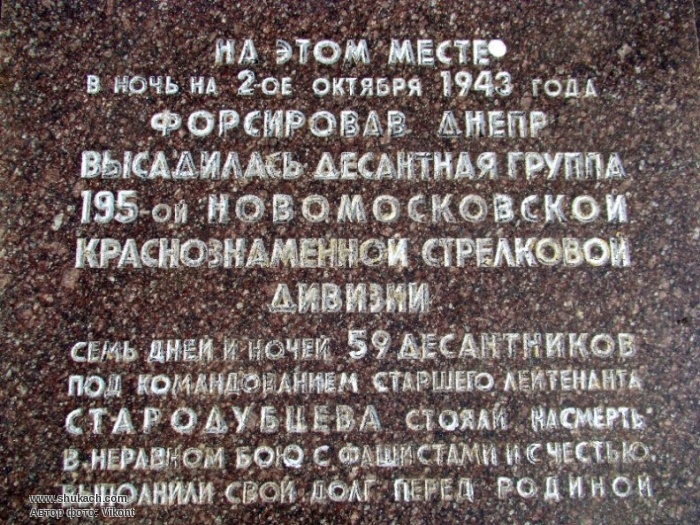 НА ЭТОМ МЕСТЕ
В НОЧЬ НА 2-ОЕ ОКТЯБРЯ 1943 ГОДА
ФОРСИРОВАВ ДНЕПР
ВЫСАДИЛАСЬ ДЕСАНТНАЯ ГРУППА
195-ОЙ НОВОМОСКОВСКОЙ
КРАСНОЗНАМЕННОЙ СТРЕЛКОВОЙ
ДИВИЗИИ
СЕМЬ ДНЕЙ И НОЧЕЙ 59 ДЕСАНТНИКОВ
ПОД КОМАНДОВАНИЕМ СТАРШЕГО ЛЕЙТЕНАНТА
СТАРОДУБЦЕВА СТОЯЛИ НАСМЕРТЬ
В НЕРАВНОМ БОЮ С ФАШИСТАМИ И С ЧЕСТЬЮ
ВЫПОЛНИЛИ СВОЙ ДОЛГ ПЕРЕД РОДИНОЙ
www.shukach.com
Автор фото: Vikont